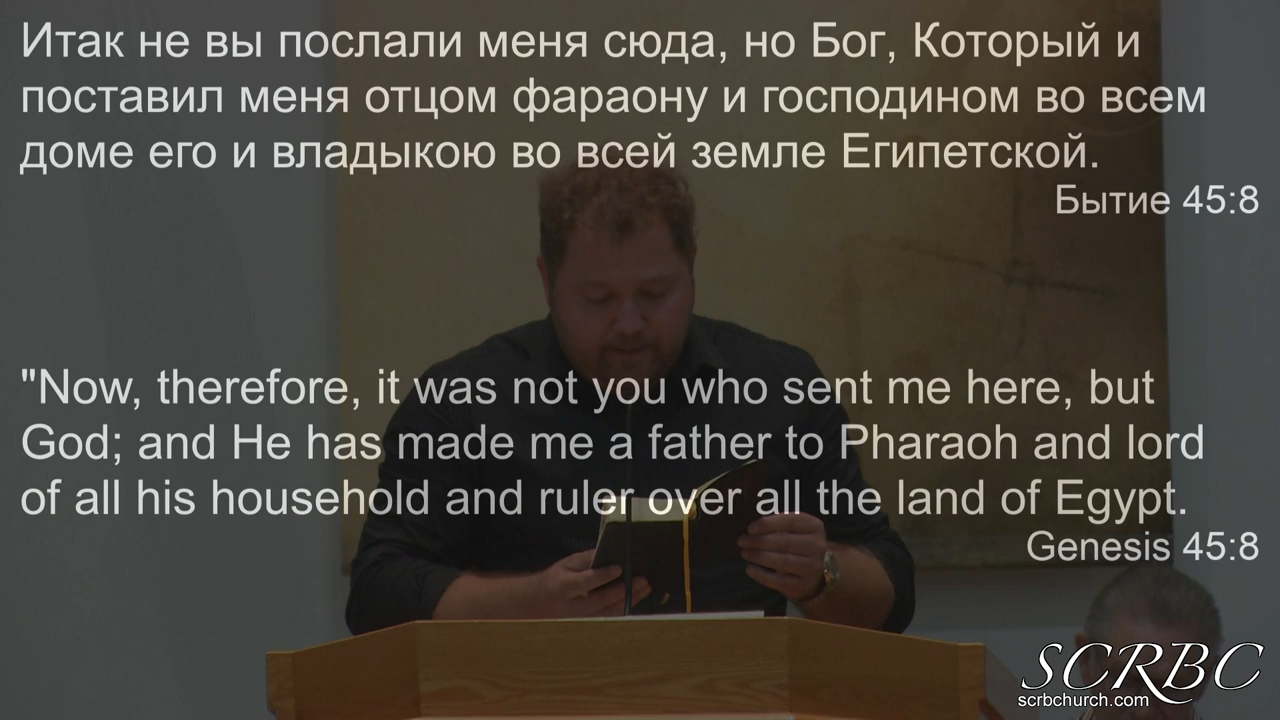 Итак не вы послали меня сюда, но Бог, Который и
поставил меня отцом фараону и господином во всем
доме его и владыкою во всей земле Египетской.
Бытие 45:8
"Now, therefore, it was not you who sent me here, but
God; and He has made me a father to Pharaoh and lord
of all his household and ruler over all the land of Egypt.
Genesis 45:8
SCRBC
scrbchurch.com